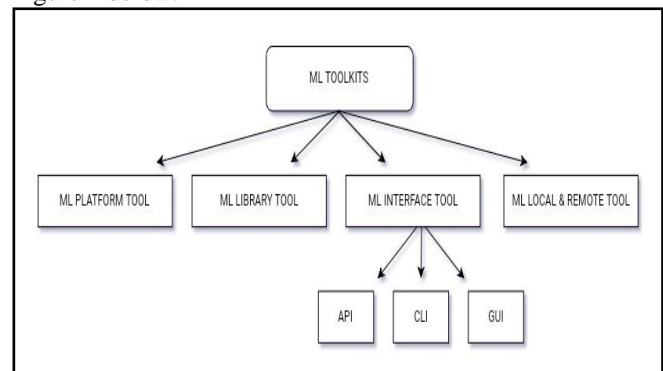 ML TOOLKITS
ML PLATFORM TOOL
ML LIBRARY TOOL
ML INTERFACE TOOL
ML LOCAL & REMOTE TOOL
API
CLI
GUI